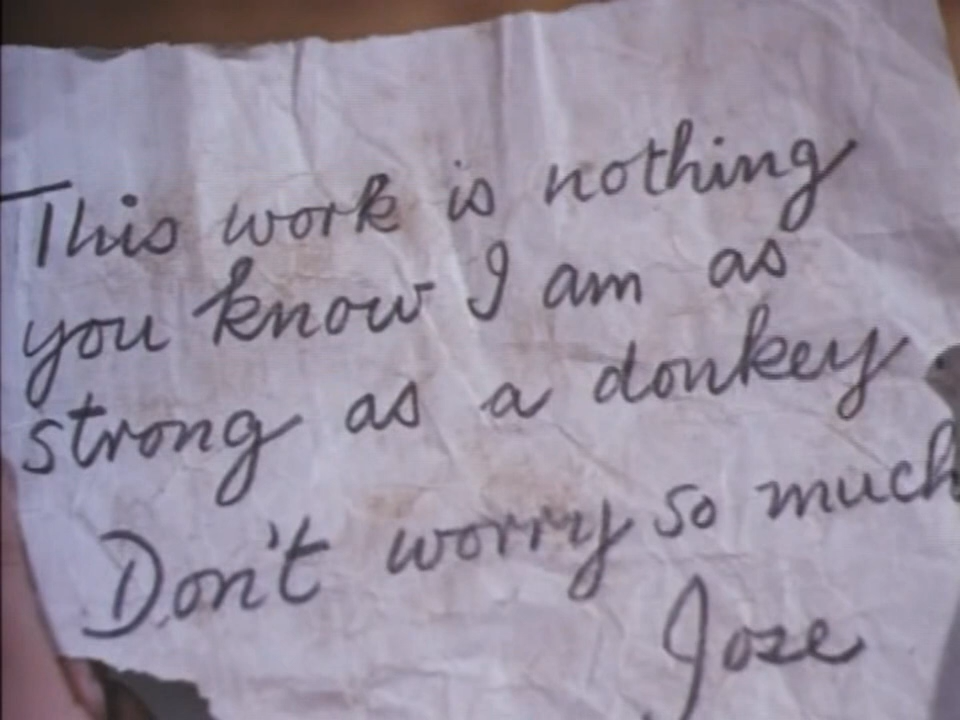 This work is nothing
you know I am as
strong as a donkey
Don't worry so much
Jose